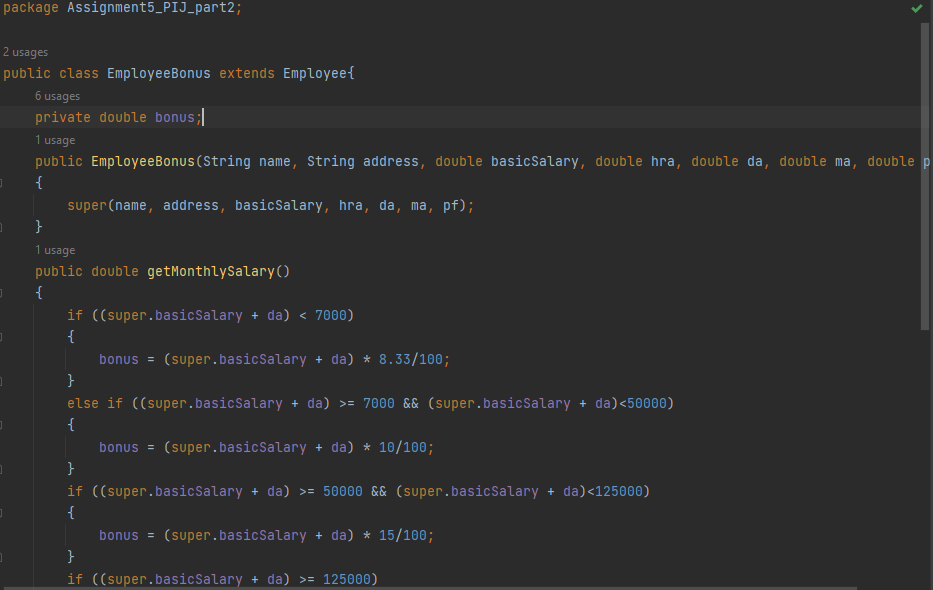 package Assignment5_PIJ_part2;
2 usages
public class EmployeeBonus extends Employee{
6 usages
private double bonus;
1 usage
public EmployeeBonus(String name, String address, double basicSalary, double hra, double da, double ma, double p
{
super(name, address, basicSalary, hra, da, ma, pf);
}
1 usage
public double getMonthlySalary()
{
if ((super.basicSalary + da) < 7000)
{
bonus = (super.basicSalary + da) * 8.33/100;
}
else if ((super.basicSalary + da) >= 7000 && (super.basicSalary + da)<50000)
{
bonus = (super.basicSalary + da) * 10/100;
}
if ((super.basicSalary + da) >= 50000 && (super.basicSalary + da)<125000)
{
bonus = (super.basicSalary + da) * 15/100;
}
if ((super.basicSalary + da) >= 125000)